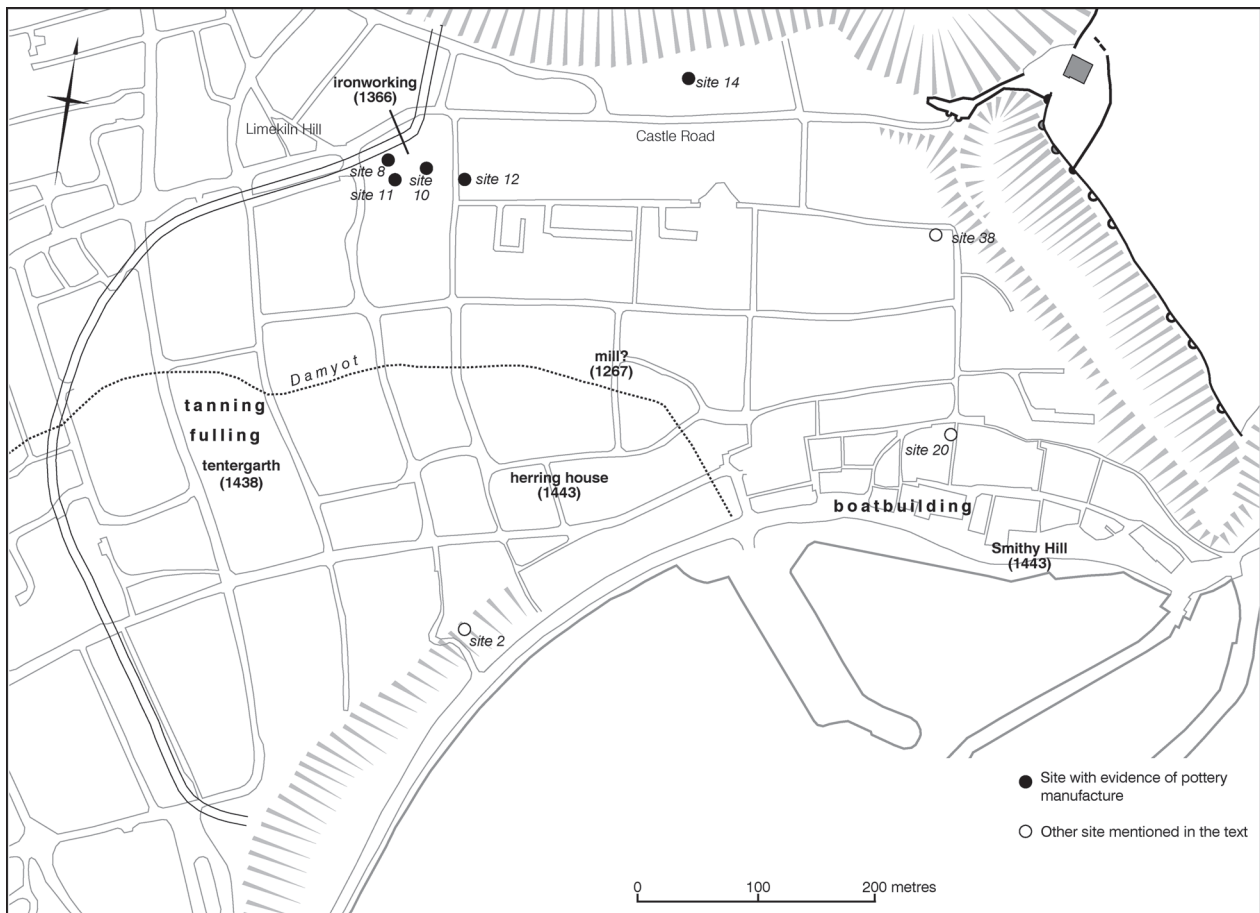 site 14
ironworking
(1366)
Limekiln Hill
Castle Road
site 8
site 11
site
10
site 12
site 38
Damyot
mill?
(1267)
tanning
fulling
tentergarth
(1438)
herring house
(1443)
site 20
boatbuilding
Smithy Hill
(1443)
site 2
Site with evidence of pottery
manufacture
Other site mentioned in the text
0 100 200 metres